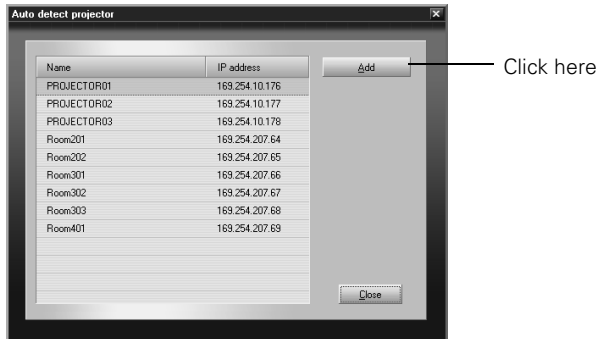 Auto detect projector
Name IP address Add Click here
PROJECTOR01 169.254.10.176
PROJECTOR02 169.254.10.177
PROJECTOR03 169.254.10.178
Room201 169.254.207.64
Room202 169.254.207.65
Room301 169.254.207.66
Room302 169.254.207.67
Room303 169.254.207.68
Room401 169.254.207.69
Close